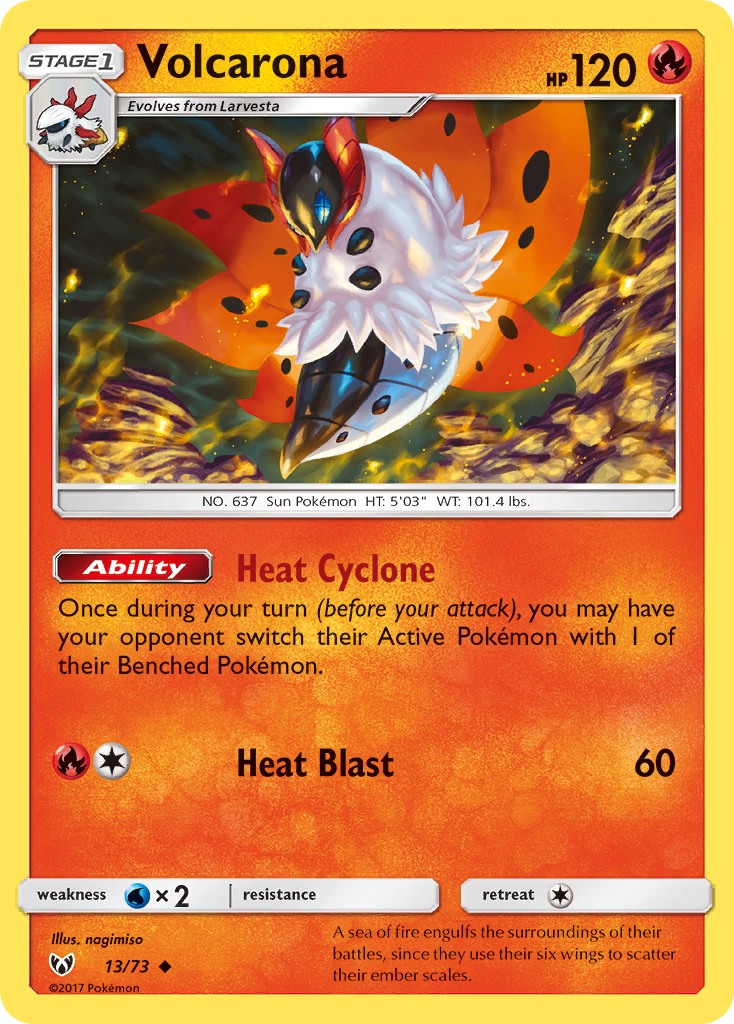 STAGE1
Volcarona
HP 120
Evolves from Larvesta
NO. 637 Sun Pokémon HT: 5'03" WT: 101.4 lbs.
Ability Heat Cyclone
Once during your turn (before your attack), you may have
your opponent switch their Active Pokémon with 1 of
their Benched Pokémon.
Heat Blast 60
weakness ×2 resistance retreat
Illus. nagimiso
13/73
©2017 Pokémon
A sea of fire engulfs the surroundings of their
battles, since they use their six wings to scatter
their ember scales.